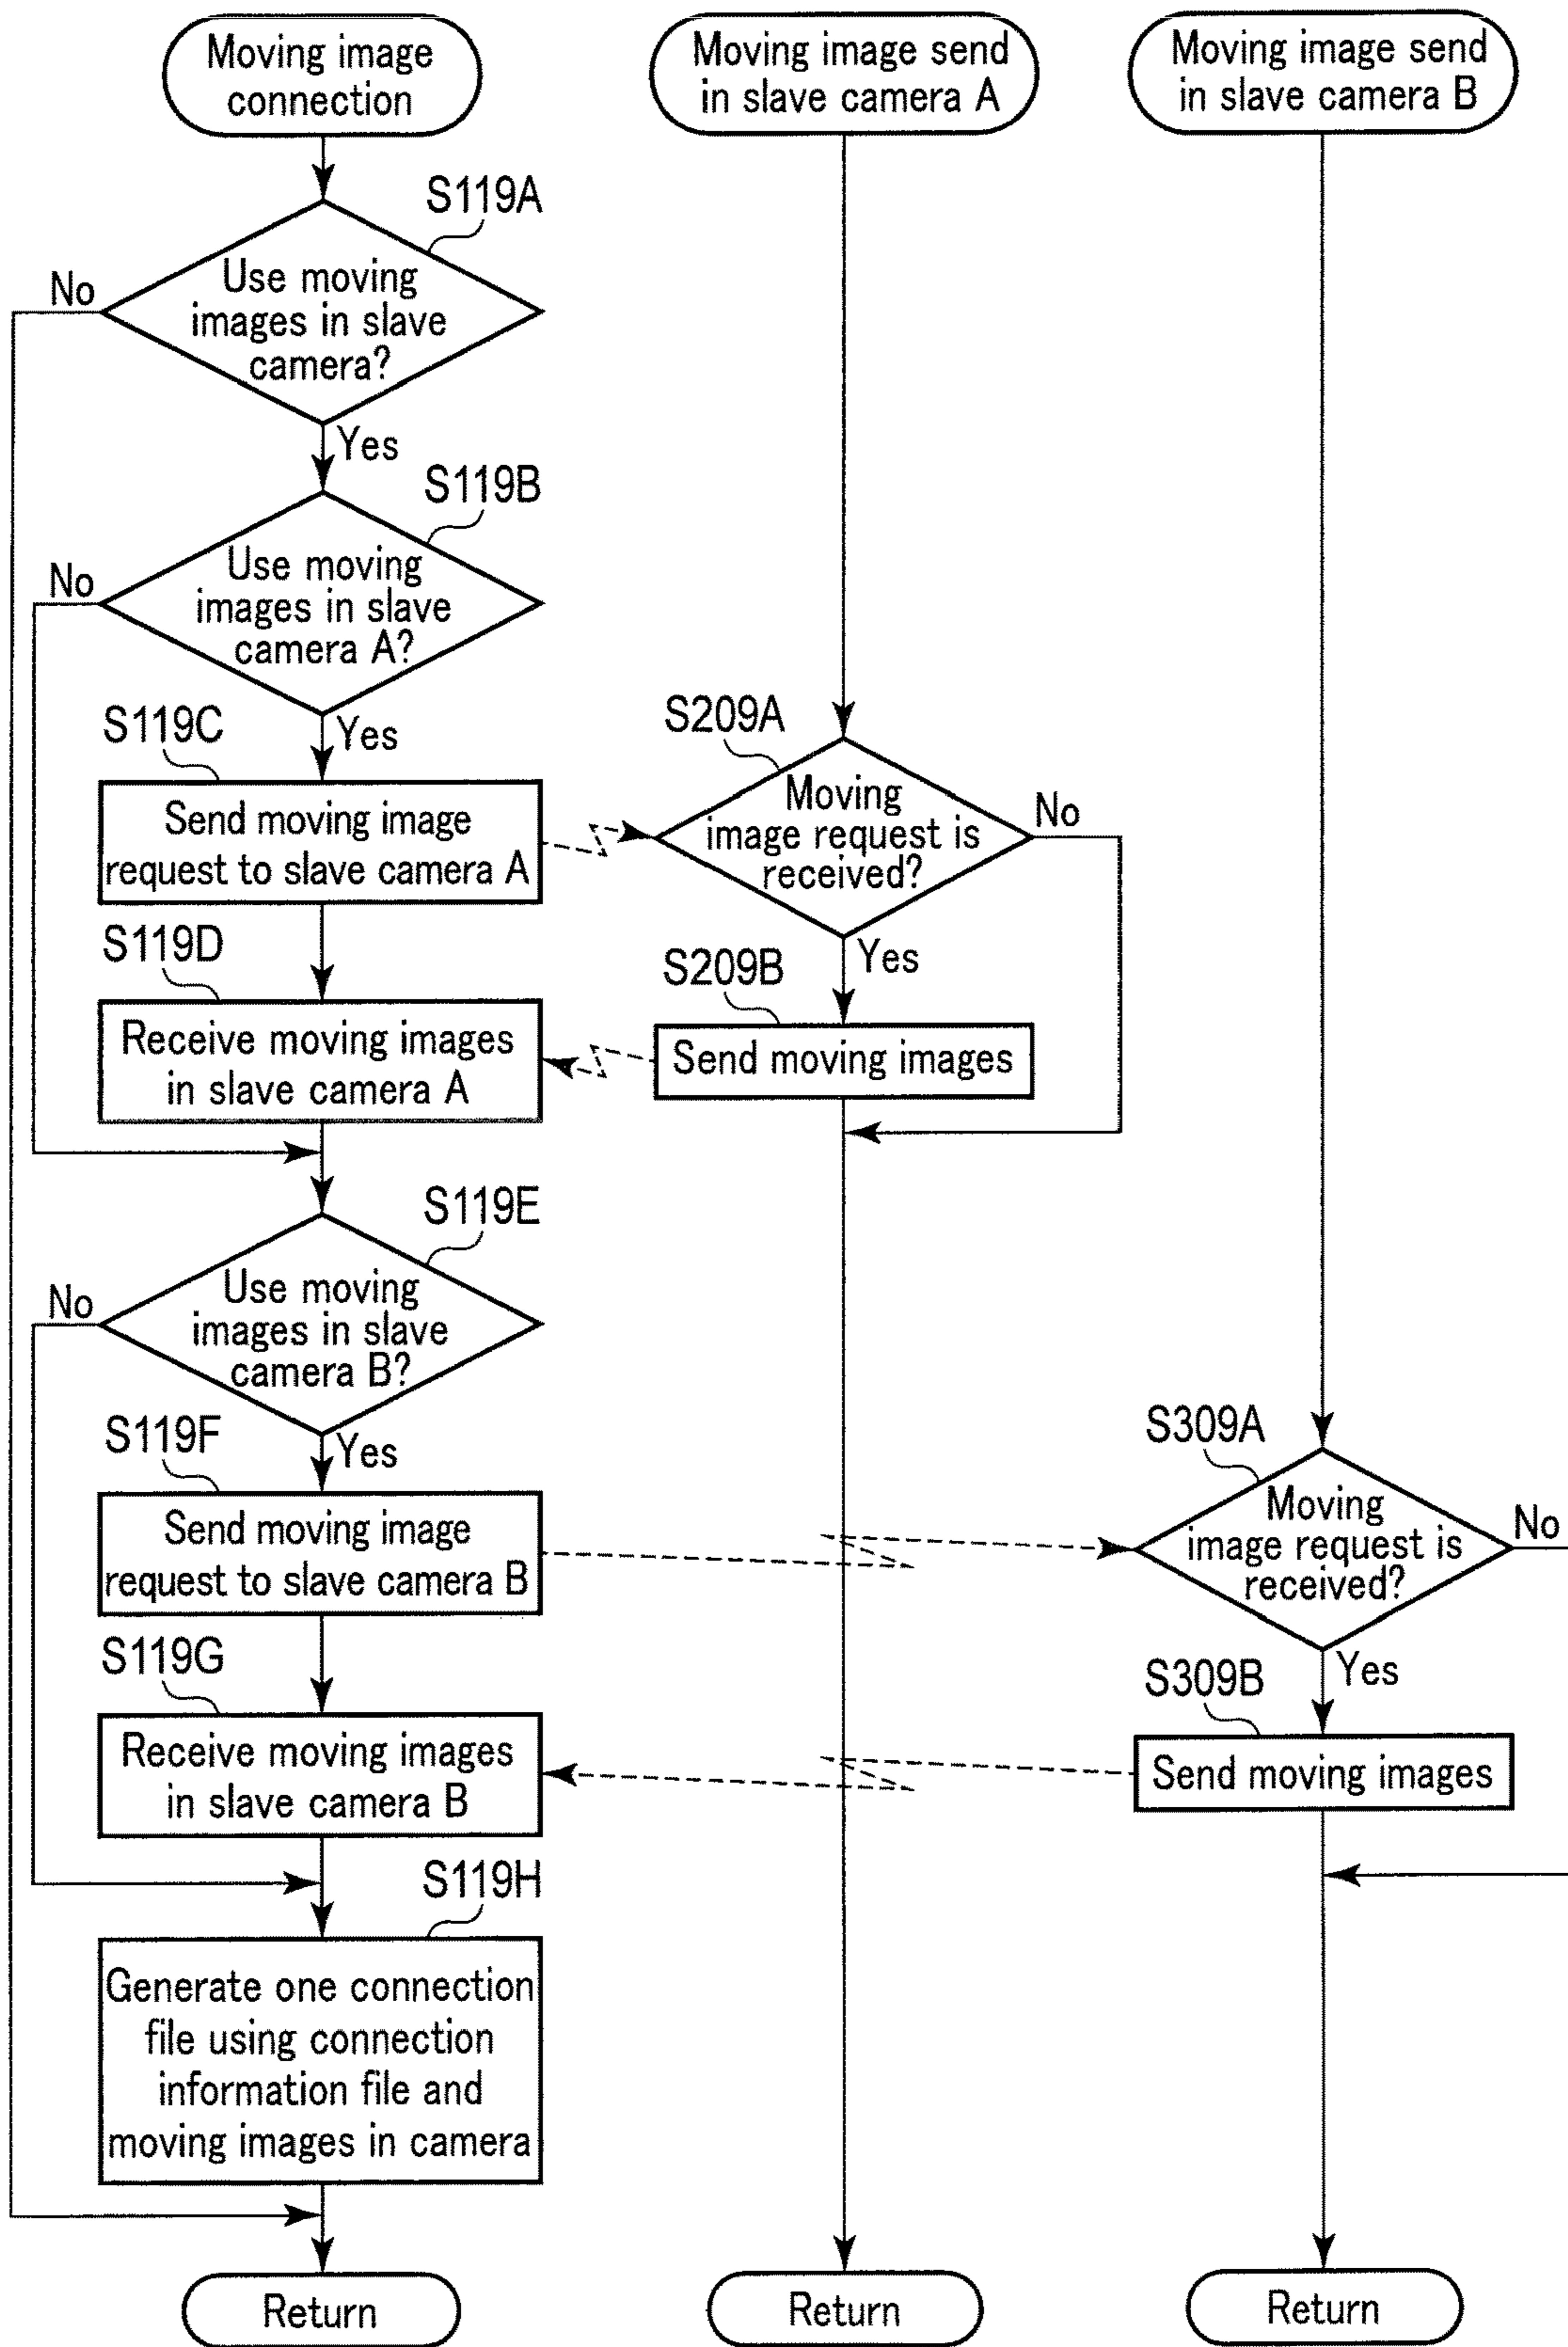 Moving image
connection
Moving image send
in slave camera A
Moving image send
in slave camera B
S119A
Use moving
images in slave
camera?
No
Yes
S119B
Use moving
images in slave
camera A?
No
Yes
S119C
Send moving image
request to slave camera A
S209A
Moving
image request is
received?
No
Yes
S119D
Receive moving images
in slave camera A
S209B
Send moving images
S119E
Use moving
images in slave
camera B?
No
Yes
S119F
Send moving image
request to slave camera B
S309A
Moving
image request is
received?
No
Yes
S119G
Receive moving images
in slave camera B
S309B
Send moving images
S119H
Generate one connection
file using connection
information file and
moving images in camera
Return
Return
Return